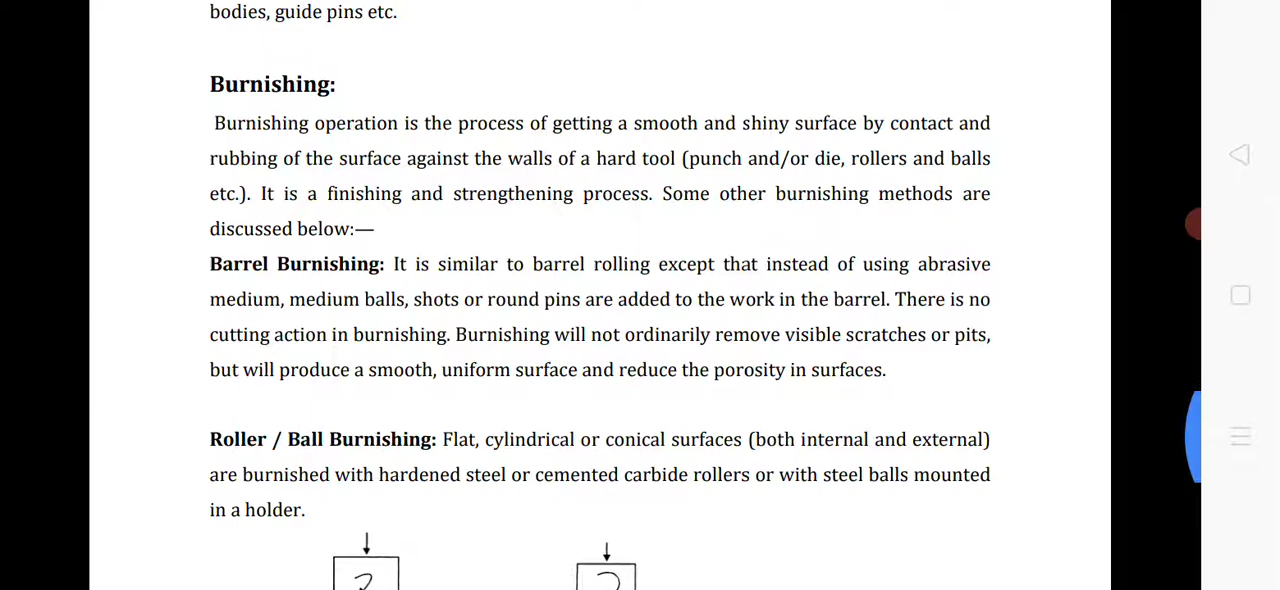 bodies, guide pins etc.
Burnishing:
Burnishing operation is the process of getting a smooth and shiny surface by contact and
rubbing of the surface against the walls of a hard tool (punch and/or die, rollers and balls
etc.). It is a finishing and strengthening process. Some other burnishing methods are
discussed below:—
Barrel Burnishing: It is similar to barrel rolling except that instead of using abrasive
medium, medium balls, shots or round pins are added to the work in the barrel. There is no
cutting action in burnishing. Burnishing will not ordinarily remove visible scratches or pits,
but will produce a smooth, uniform surface and reduce the porosity in surfaces.
Roller / Ball Burnishing: Flat, cylindrical or conical surfaces (both internal and external)
are burnished with hardened steel or cemented carbide rollers or with steel balls mounted
in a holder.